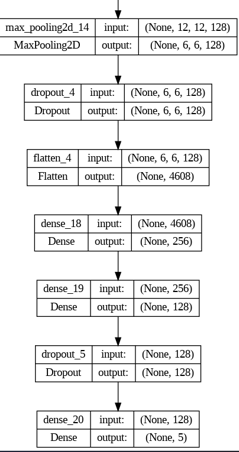 max_pooling2d_14 input: (None, 12, 12, 128)
MaxPooling2D output: (None, 6, 6, 128)
dropout_4 input: (None, 6, 6, 128)
Dropout output: (None, 6, 6, 128)
flatten_4 input: (None, 6, 6, 128)
Flatten output: (None, 4608)
dense_18 input: (None, 4608)
Dense output: (None, 256)
dense_19 input: (None, 256)
Dense output: (None, 128)
dropout_5 input: (None, 128)
Dropout output: (None, 128)
dense_20 input: (None, 128)
Dense output: (None, 5)